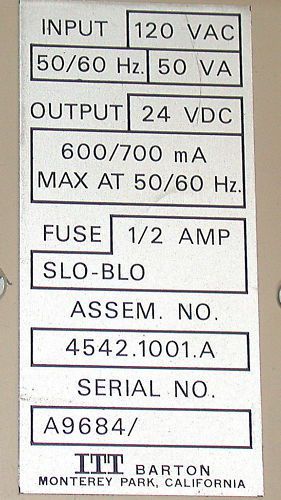 INPUT 120 VAC
50/60 Hz. 50 VA
OUTPUT 24 VDC
600/700 mA
MAX AT 50/60 Hz.
FUSE 1/2 AMP
SLO-BLO
ASSEM. NO.
4542.1001.A
SERIAL NO.
A9684/
ITT BARTON
MONTEREY PARK, CALIFORNIA